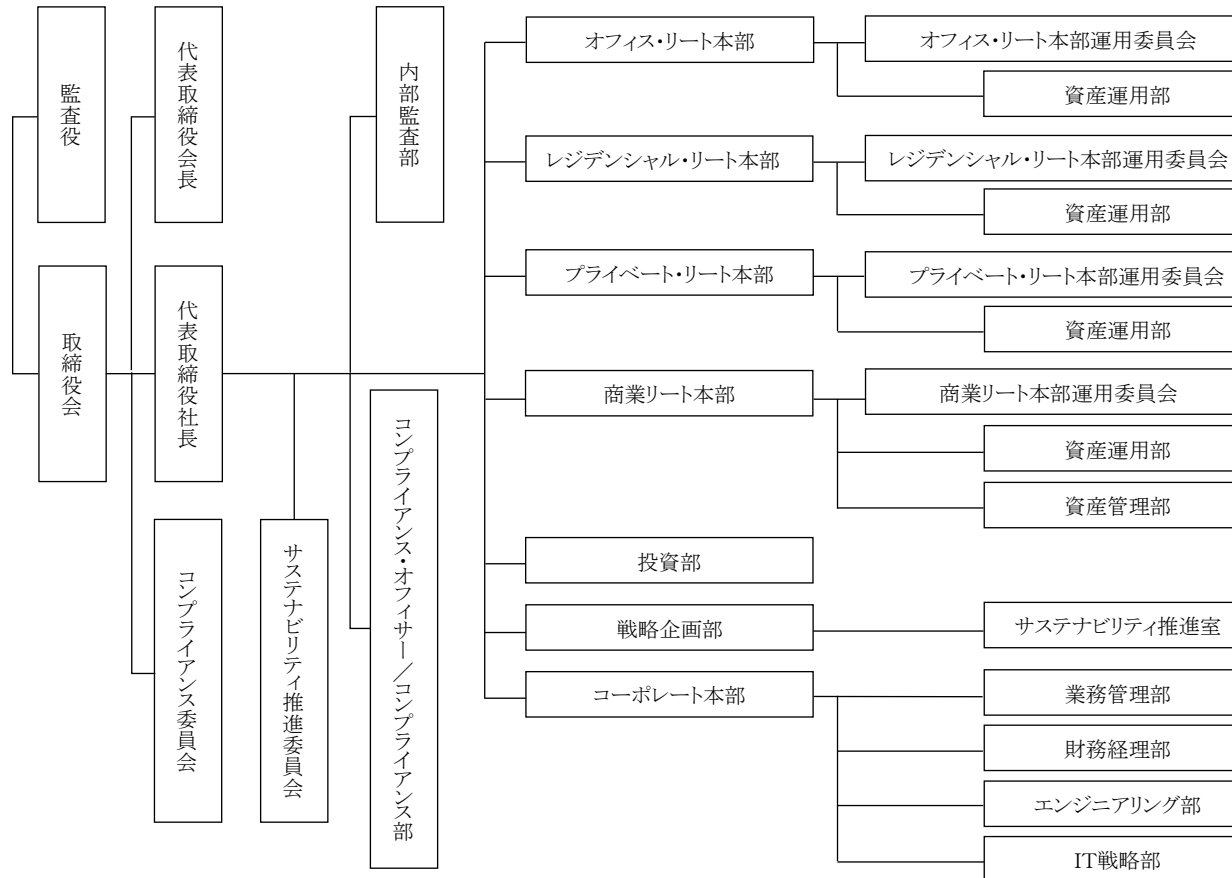 監査役
取締役会
代表取締役会長
代表取締役社長
コンプライアンス委員会
サステナビリティ推進委員会
内部監査部
コンプライアンス・オフィサー／コンプライアンス部
オフィス・リート本部
オフィス・リート本部運用委員会
資産運用部
レジデンシャル・リート本部
レジデンシャル・リート本部運用委員会
資産運用部
プライベート・リート本部
プライベート・リート本部運用委員会
資産運用部
商業リート本部
商業リート本部運用委員会
資産運用部
資産管理部
投資部
戦略企画部
サステナビリティ推進室
コーポレート本部
業務管理部
財務経理部
エンジニアリング部
IT戦略部